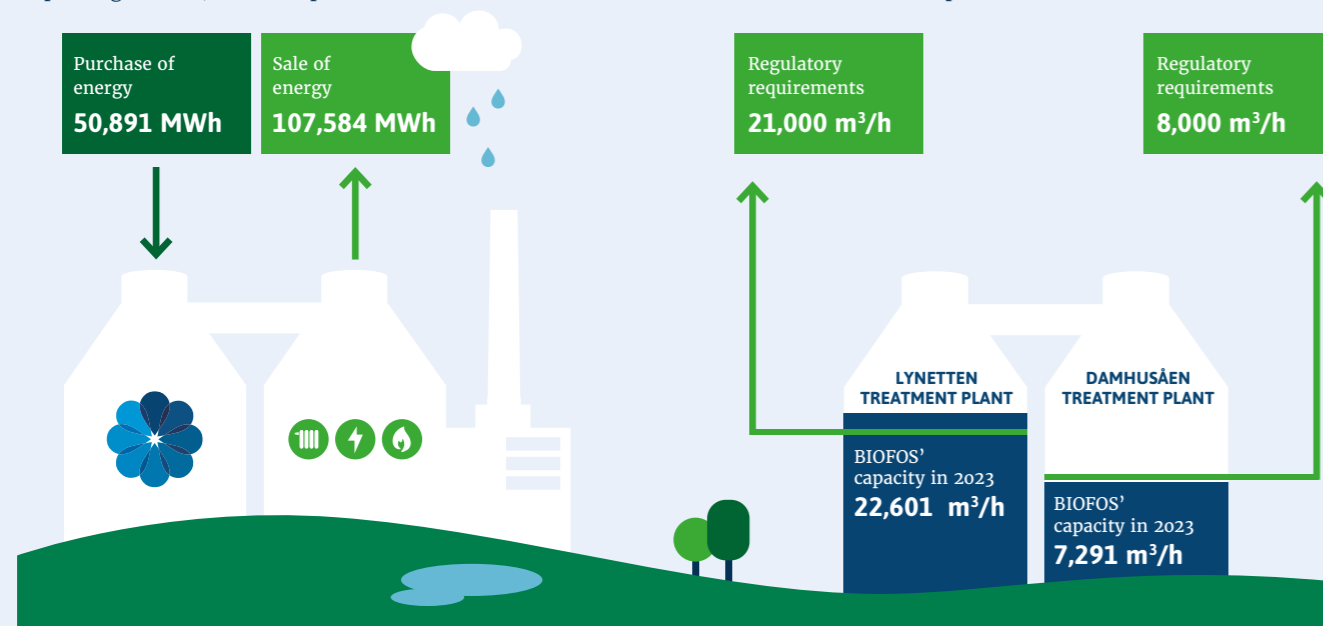 Purchase of
energy
50,891 MWh
Sale of
energy
107,584 MWh
Regulatory
requirements
21,000 m³/h
Regulatory
requirements
8,000 m³/h
LYNETTEN
TREATMENT PLANT
BIOFOS’
capacity in 2023
22,601 m³/h
DAMHUSÅEN
TREATMENT PLANT
BIOFOS’
capacity in 2023
7,291 m³/h